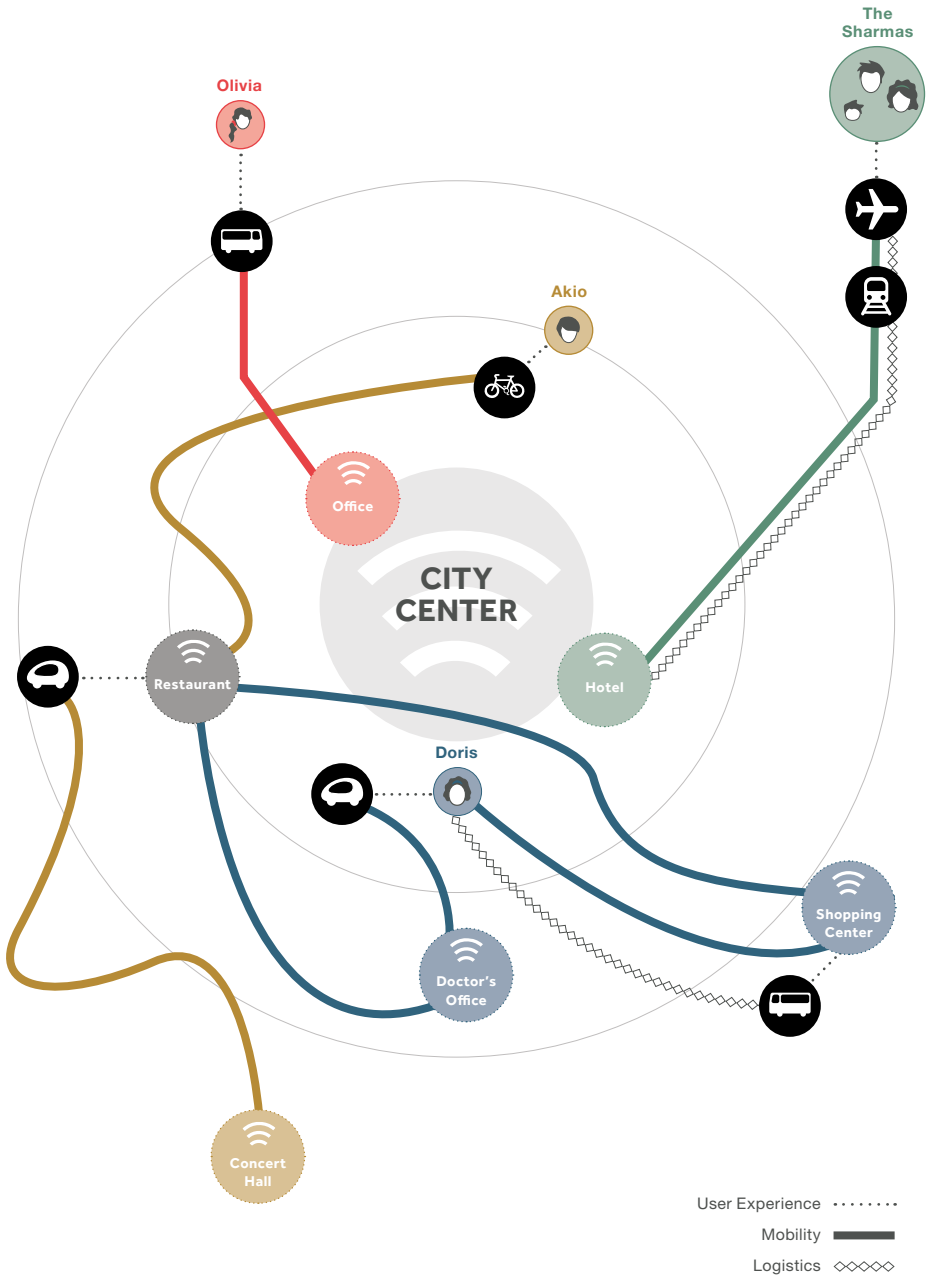 The
Sharmas
Olivia
Akio
Office
CITY
CENTER
Restaurant
Hotel
Doris
Shopping
Center
Doctor's
Office
Concert
Hall
User Experience
Mobility
Logistics